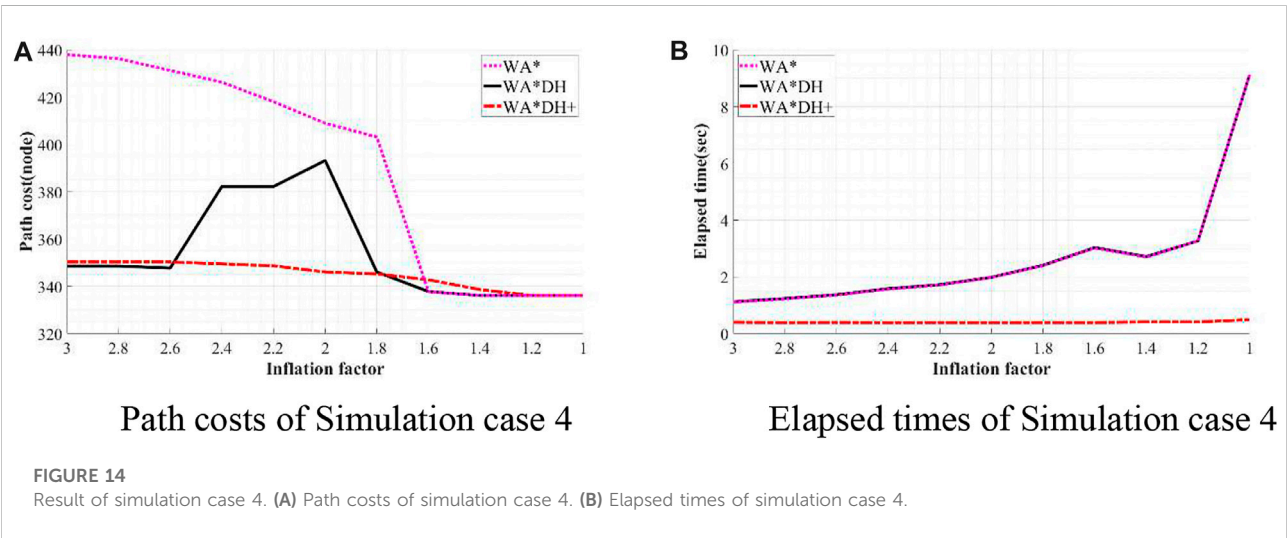 A
440
420
400
380
360
340
320
Path cost(node)
WA*
WA*DH
WA*DH+
3 2.8 2.6 2.4 2.2 2 1.8 1.6 1.4 1.2 1
Inflation factor
Path costs of Simulation case 4
B
10
8
6
4
2
0
Elapsed time(sec)
WA*
WA*DH
WA*DH+
3 2.8 2.6 2.4 2.2 2 1.8 1.6 1.4 1.2 1
Inflation factor
Elapsed times of Simulation case 4
FIGURE 14
Result of simulation case 4. (A) Path costs of simulation case 4. (B) Elapsed times of simulation case 4.